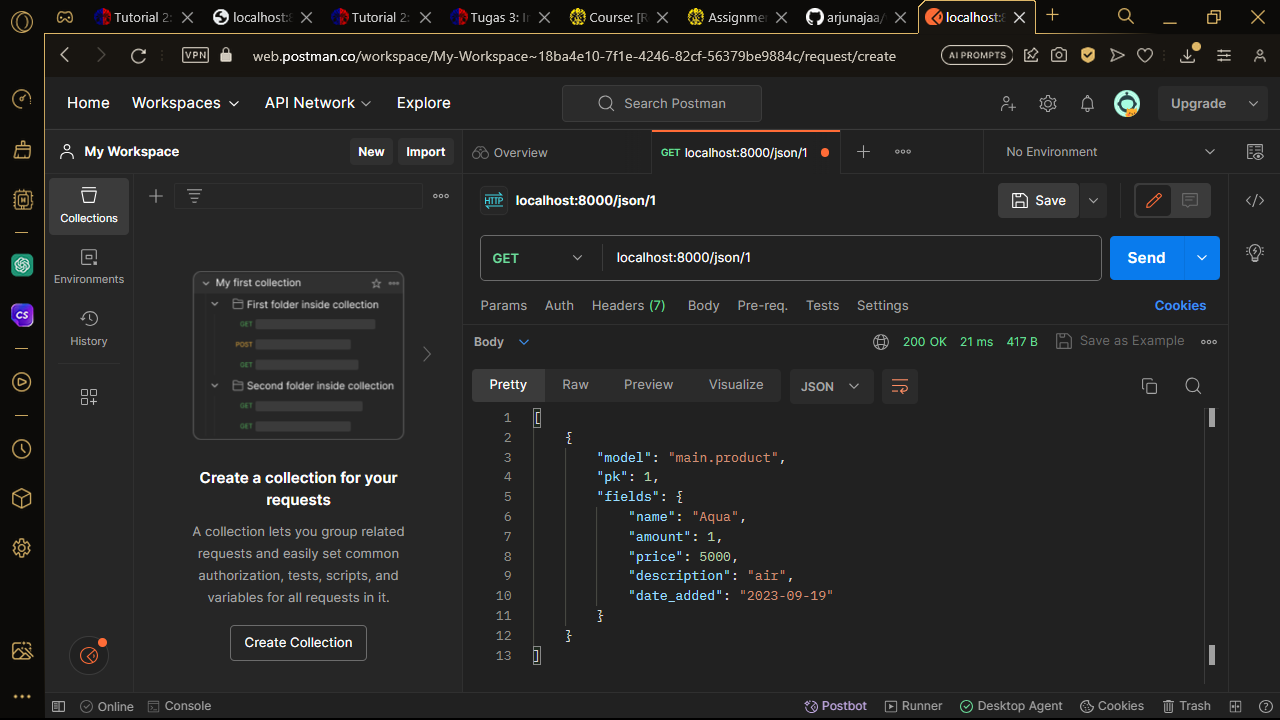 Tutorial 2:
localhost:8
Tutorial 2:
Tugas 3: I
Course: [R
Assignmen
arjunajaa/
localhost:8
VPN
web.postman.co/workspace/My-Workspace~18ba4e10-7f1e-4246-82cf-56379be9884c/request/create
AI PROMPTS
Home
Workspaces
API Network
Explore
Search Postman
Upgrade
My Workspace
New
Import
Overview
GET localhost:8000/json/1
No Environment
Collections
Environments
History
HTTP
localhost:8000/json/1
Save
GET
localhost:8000/json/1
Send
Params
Auth
Headers (7)
Body
Pre-req.
Tests
Settings
Cookies
My first collection
First folder inside collection
GET
POST
GET
Second folder inside collection
GET
GET
Create a collection for your
requests
A collection lets you group related
requests and easily set common
authorization, tests, scripts, and
variables for all requests in it.
Create Collection
Body
200 OK
21 ms
417 B
Save as Example
Pretty
Raw
Preview
Visualize
JSON
1 [
2 {
3 "model": "main.product",
4 "pk": 1,
5 "fields": {
6 "name": "Aqua",
7 "amount": 1,
8 "price": 5000,
9 "description": "air",
10 "date_added": "2023-09-19"
11 }
12 }
13 ]
Online
Console
Postbot
Runner
Desktop Agent
Cookies
Trash